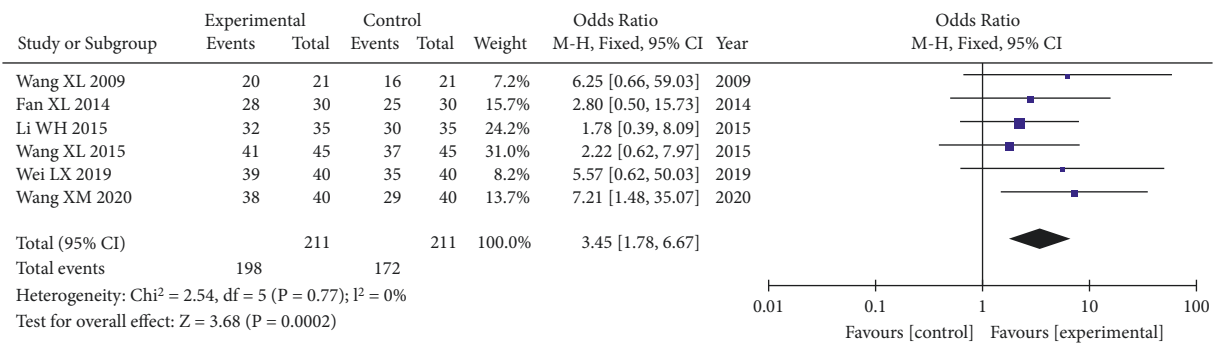 Experimental Control Odds Ratio Odds Ratio
Study or Subgroup Events Total Events Total Weight M-H, Fixed, 95% CI Year M-H, Fixed, 95% CI
Wang XL 2009 20 21 16 21 7.2% 6.25 [0.66, 59.03] 2009
Fan XL 2014 28 30 25 30 15.7% 2.80 [0.50, 15.73] 2014
Li WH 2015 32 35 30 35 24.2% 1.78 [0.39, 8.09] 2015
Wang XL 2015 41 45 37 45 31.0% 2.22 [0.62, 7.97] 2015
Wei LX 2019 39 40 35 40 8.2% 5.57 [0.62, 50.03] 2019
Wang XM 2020 38 40 29 40 13.7% 7.21 [1.48, 35.07] 2020
Total (95% CI) 211 211 100.0% 3.45 [1.78, 6.67]
Total events 198 172
Heterogeneity: Chi² = 2.54, df = 5 (P = 0.77); I² = 0%
Test for overall effect: Z = 3.68 (P = 0.0002)
0.01 0.1 1 10 100
Favours [control] Favours [experimental]